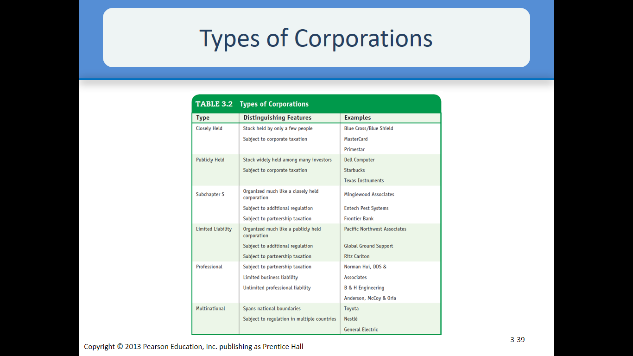 Types of Corporations
TABLE 3.2 Types of Corporations
Type Distinguishing Features Examples
Closely Held Stock held by only a few people Blue Cross/Blue Shield
Subject to corporate taxation MasterCard
Primestar
Publicly Held Stock widely held among many investors Dell Computer
Subject to corporate taxation Starbucks
Texas Instruments
Subchapter S Organized much like a closely held corporation Minglewood Associates
Subject to additional regulation Entech Pest Systems
Subject to partnership taxation Frontier Bank
Limited Liability Organized much like a publicly held corporation Pacific Northwest Associates
Subject to additional regulation Global Ground Support
Subject to partnership taxation Ritz Carlton
Professional Subject to partnership taxation Norman Hui, DDS &
Limited business liability Associates
Unlimited professional liability B & H Engineering
Anderson, McCoy & Orta
Multinational Spans national boundaries Toyota
Subject to regulation in multiple countries Nestlé
General Electric
3-39
Copyright © 2013 Pearson Education, Inc. publishing as Prentice Hall